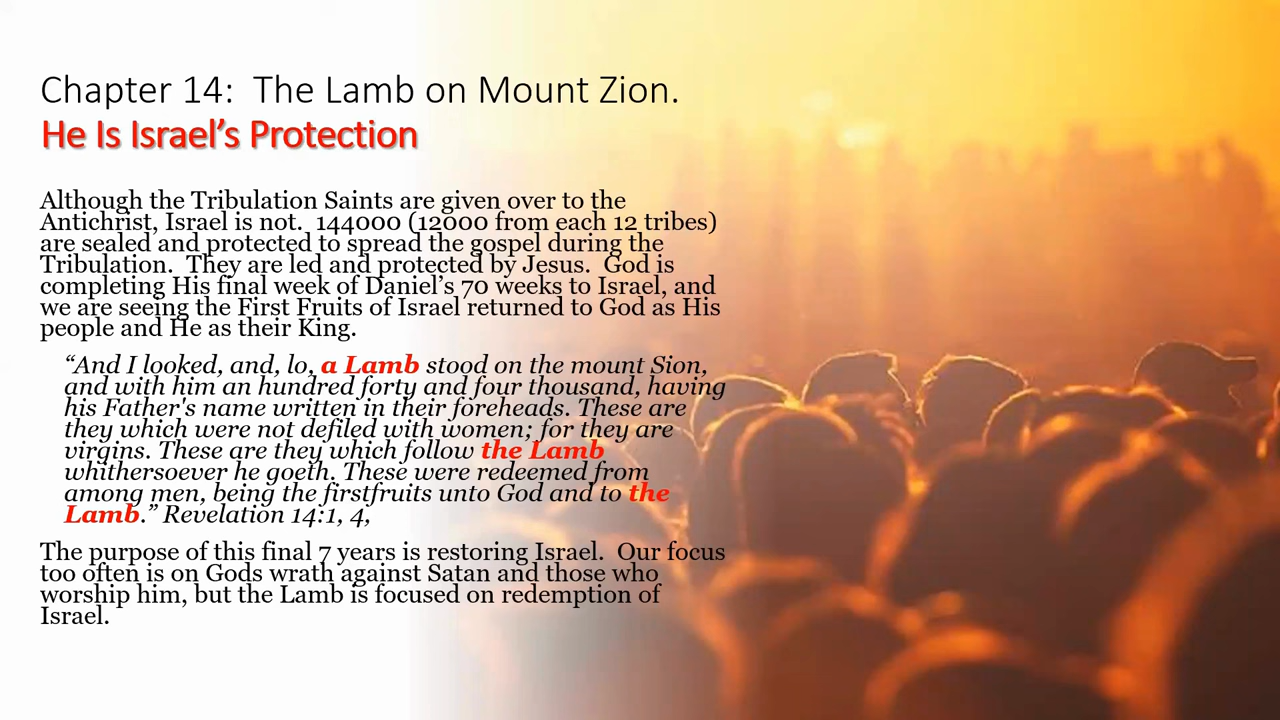 Chapter 14:  The Lamb on Mount Zion.
He Is Israel’s Protection
Although the Tribulation Saints are given over to the
Antichrist, Israel is not.  144000 (12000 from each 12 tribes)
are sealed and protected to spread the gospel during the
Tribulation.  They are led and protected by Jesus.  God is
completing His final week of Daniel’s 70 weeks to Israel, and
we are seeing the First Fruits of Israel returned to God as His
people and He as their King.
“And I looked, and, lo, a Lamb stood on the mount Sion,
and with him an hundred forty and four thousand, having
his Father's name written in their foreheads. These are
they which were not defiled with women; for they are
virgins. These are they which follow the Lamb
whithersoever he goeth. These were redeemed from
among men, being the firstfruits unto God and to the
Lamb.” Revelation 14:1, 4,
The purpose of this final 7 years is restoring Israel.  Our focus
too often is on Gods wrath against Satan and those who
worship him, but the Lamb is focused on redemption of
Israel.